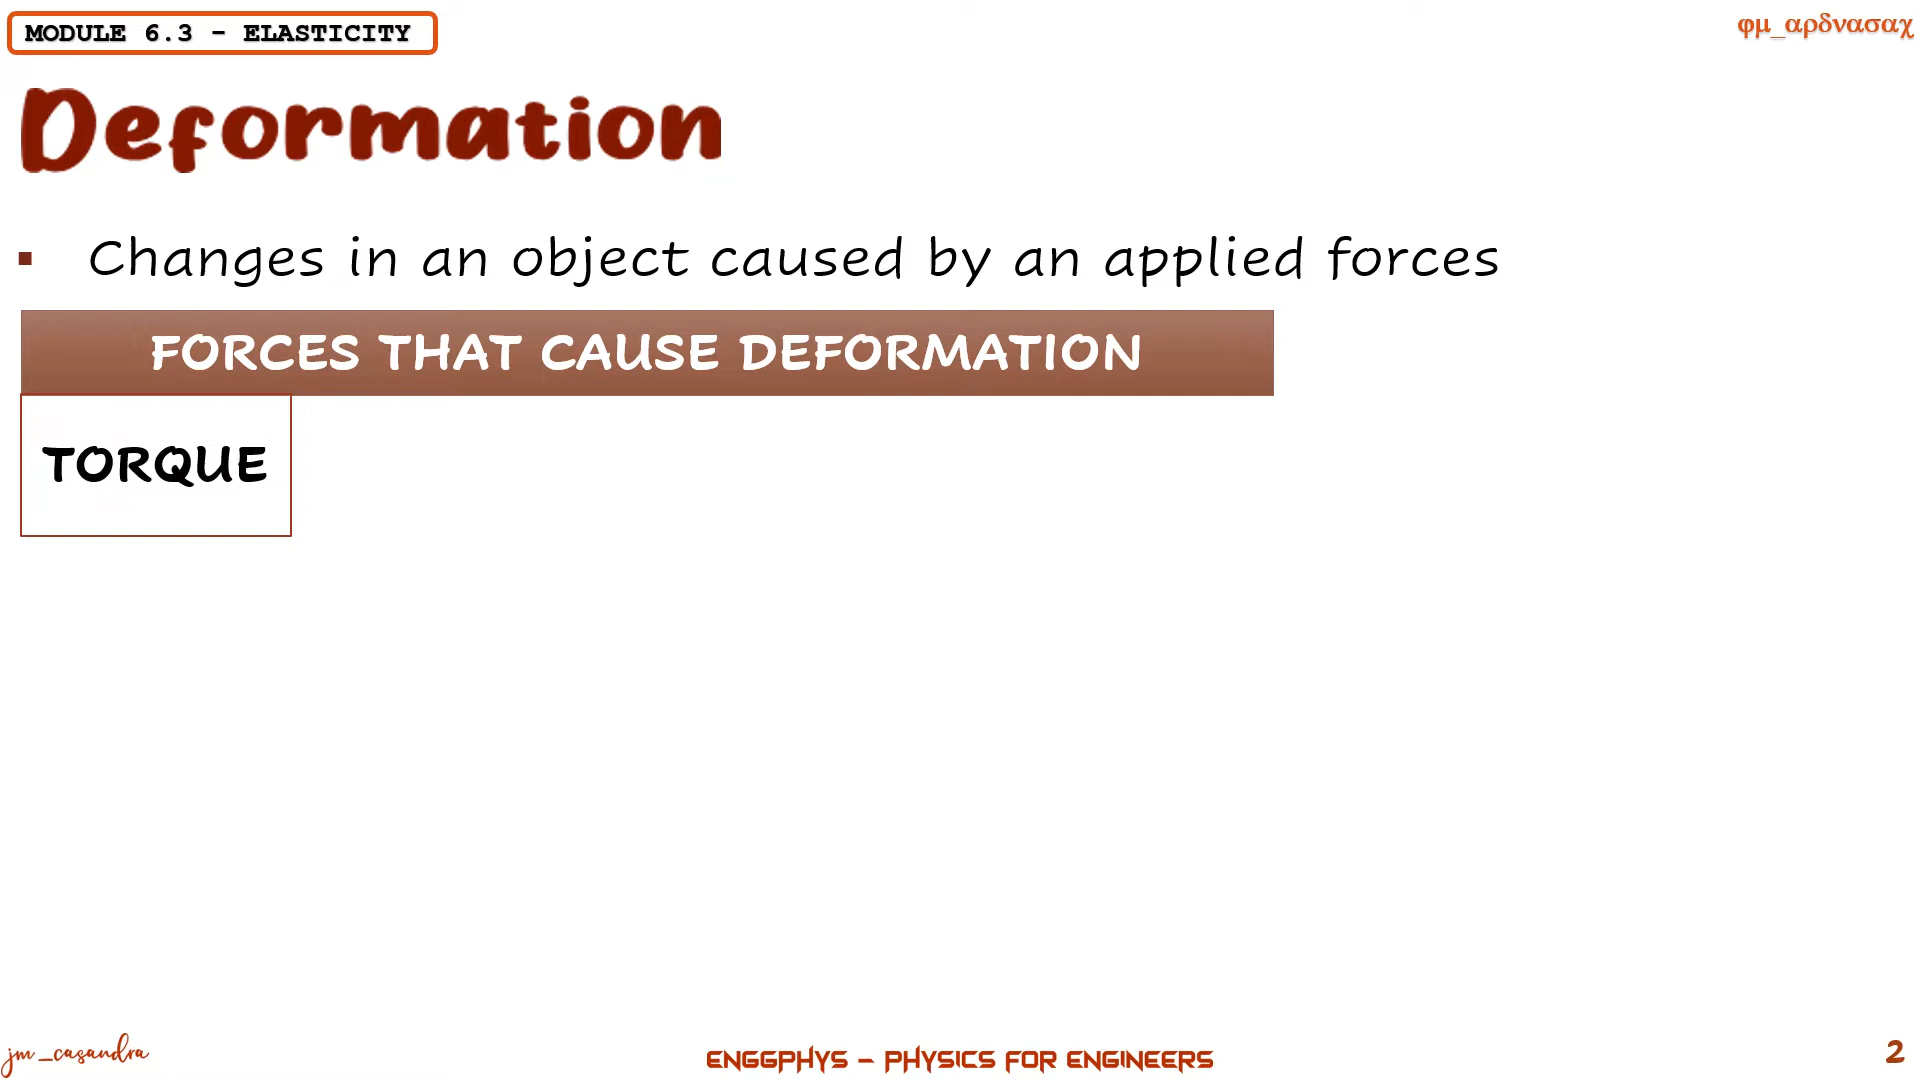 MODULE 6.3 - ELASTICITY
φμ_αρδνασαχ
Deformation
▪ Changes in an object caused by an applied forces
FORCES THAT CAUSE DEFORMATION
TORQUE
jm_casandra
ENGGPHYS – PHYSICS FOR ENGINEERS
2